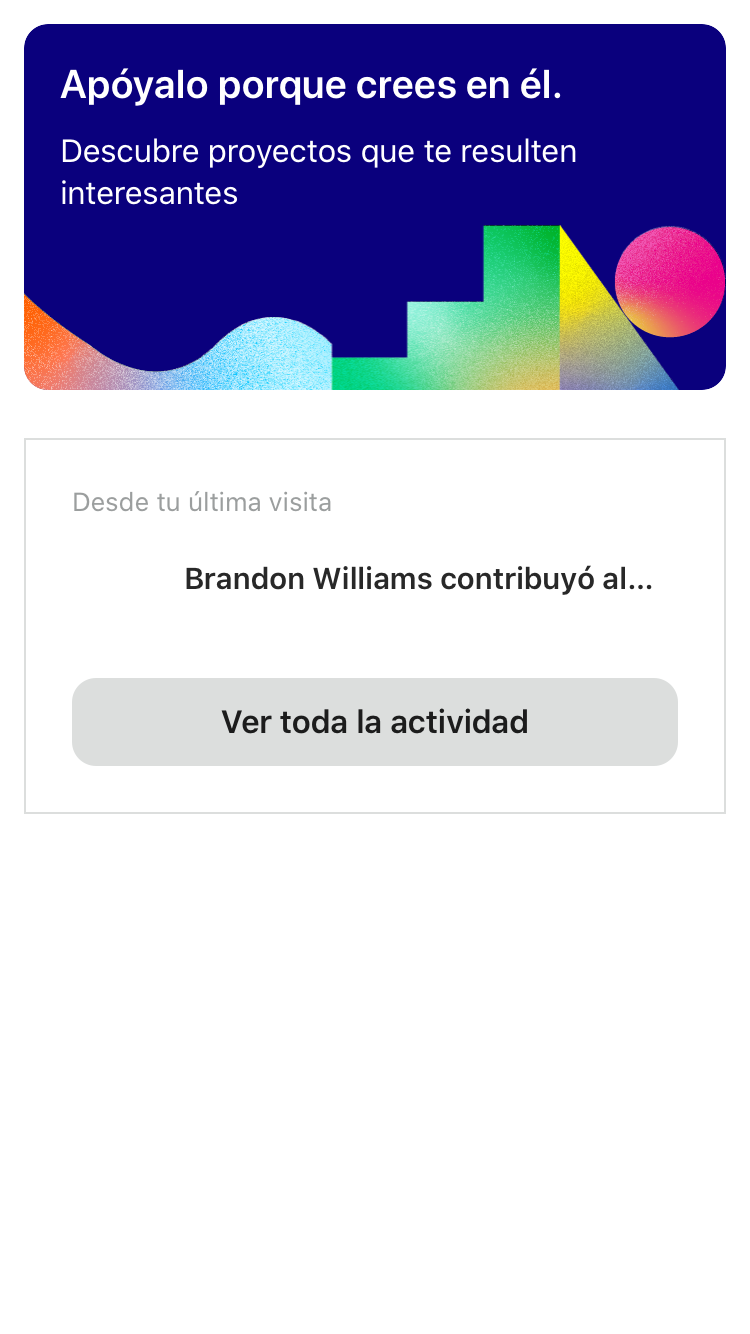 Apóyalo porque crees en él.
Descubre proyectos que te resulten
interesantes
Desde tu última visita
Brandon Williams contribuyó al...
Ver toda la actividad